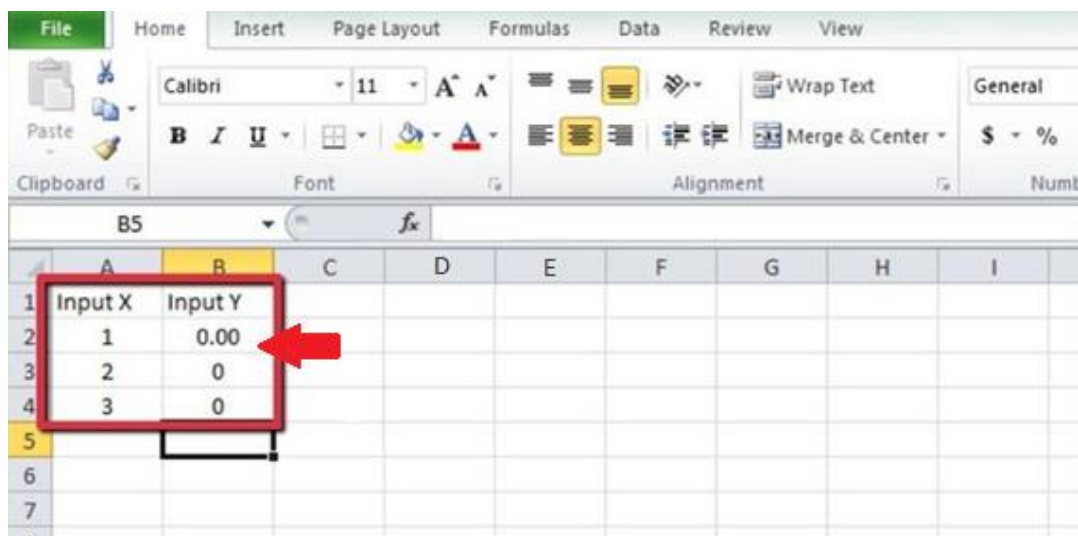 File Home Insert Page Layout Formulas Data Review View
Calibri 11 A A Wrap Text General
Paste B I U A Merge & Center $ %
Clipboard Font Alignment
B5 fx
A B C D E F G H I
1 Input X Input Y
2 1 0.00
3 2 0
4 3 0
5
6
7